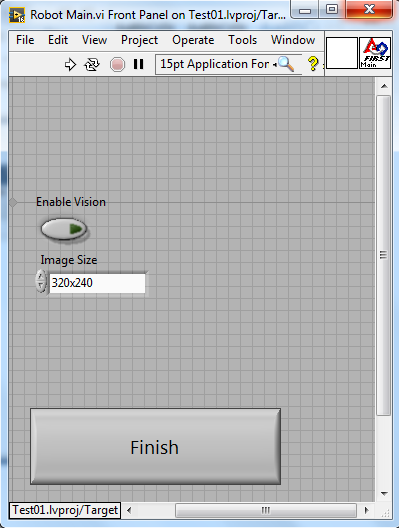 Robot Main.vi Front Panel on Test01.lvproj/Tar...
File Edit View Project Operate Tools Window
15pt Application Fon
FIRST
Main
Enable Vision
Image Size
320x240
Finish
Test01.lvproj/Target